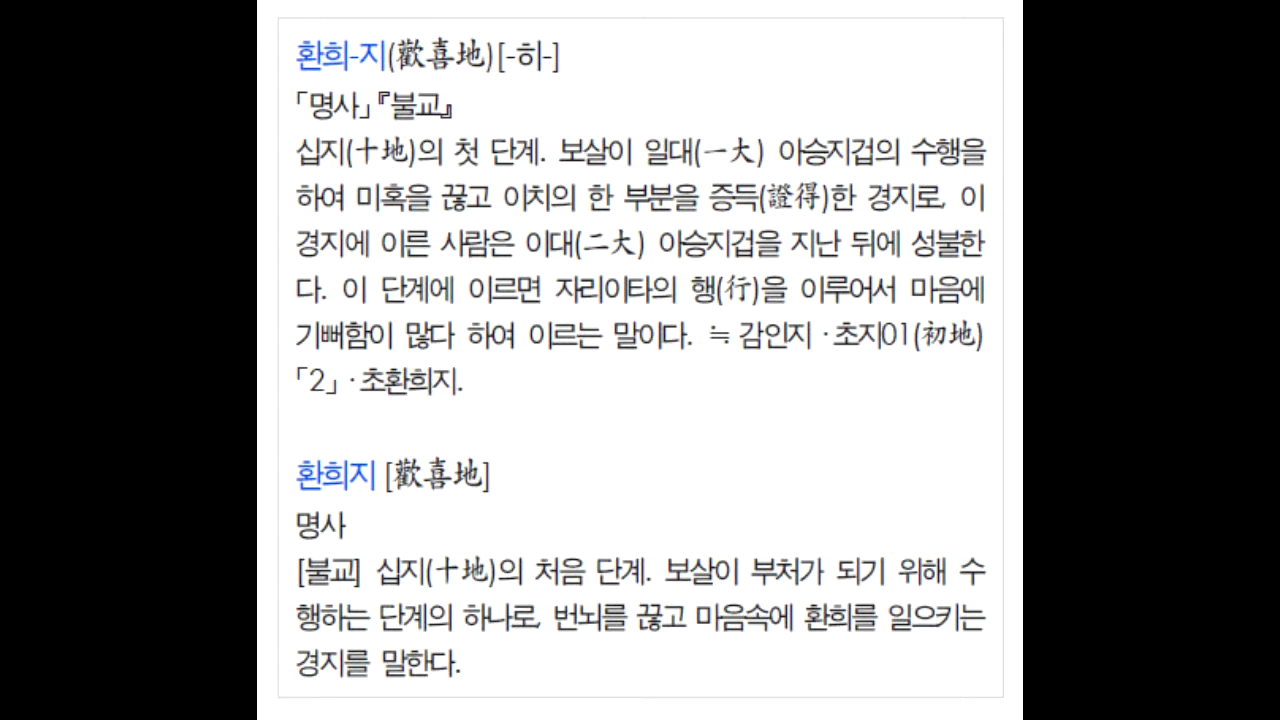 환희-지(歡喜地)[-히-]
「명사」『불교』
십지(十地)의 첫 단계. 보살이 일대(一大) 아승지겁의 수행을
하여 미혹을 끊고 이치의 한 부분을 증득(證得)한 경지로, 이
경지에 이른 사람은 이대(二大) 아승지겁을 지난 뒤에 성불한
다. 이 단계에 이르면 자리이타의 행(行)을 이루어서 마음에
기뻐함이 많다 하여 이르는 말이다. ≒ 감인지 · 초지01(初地)
「2」 · 초환희지.
환희지 [歡喜地]
명사
[불교] 십지(十地)의 처음 단계. 보살이 부처가 되기 위해 수
행하는 단계의 하나로, 번뇌를 끊고 마음속에 환희를 일으키는
경지를 말한다.